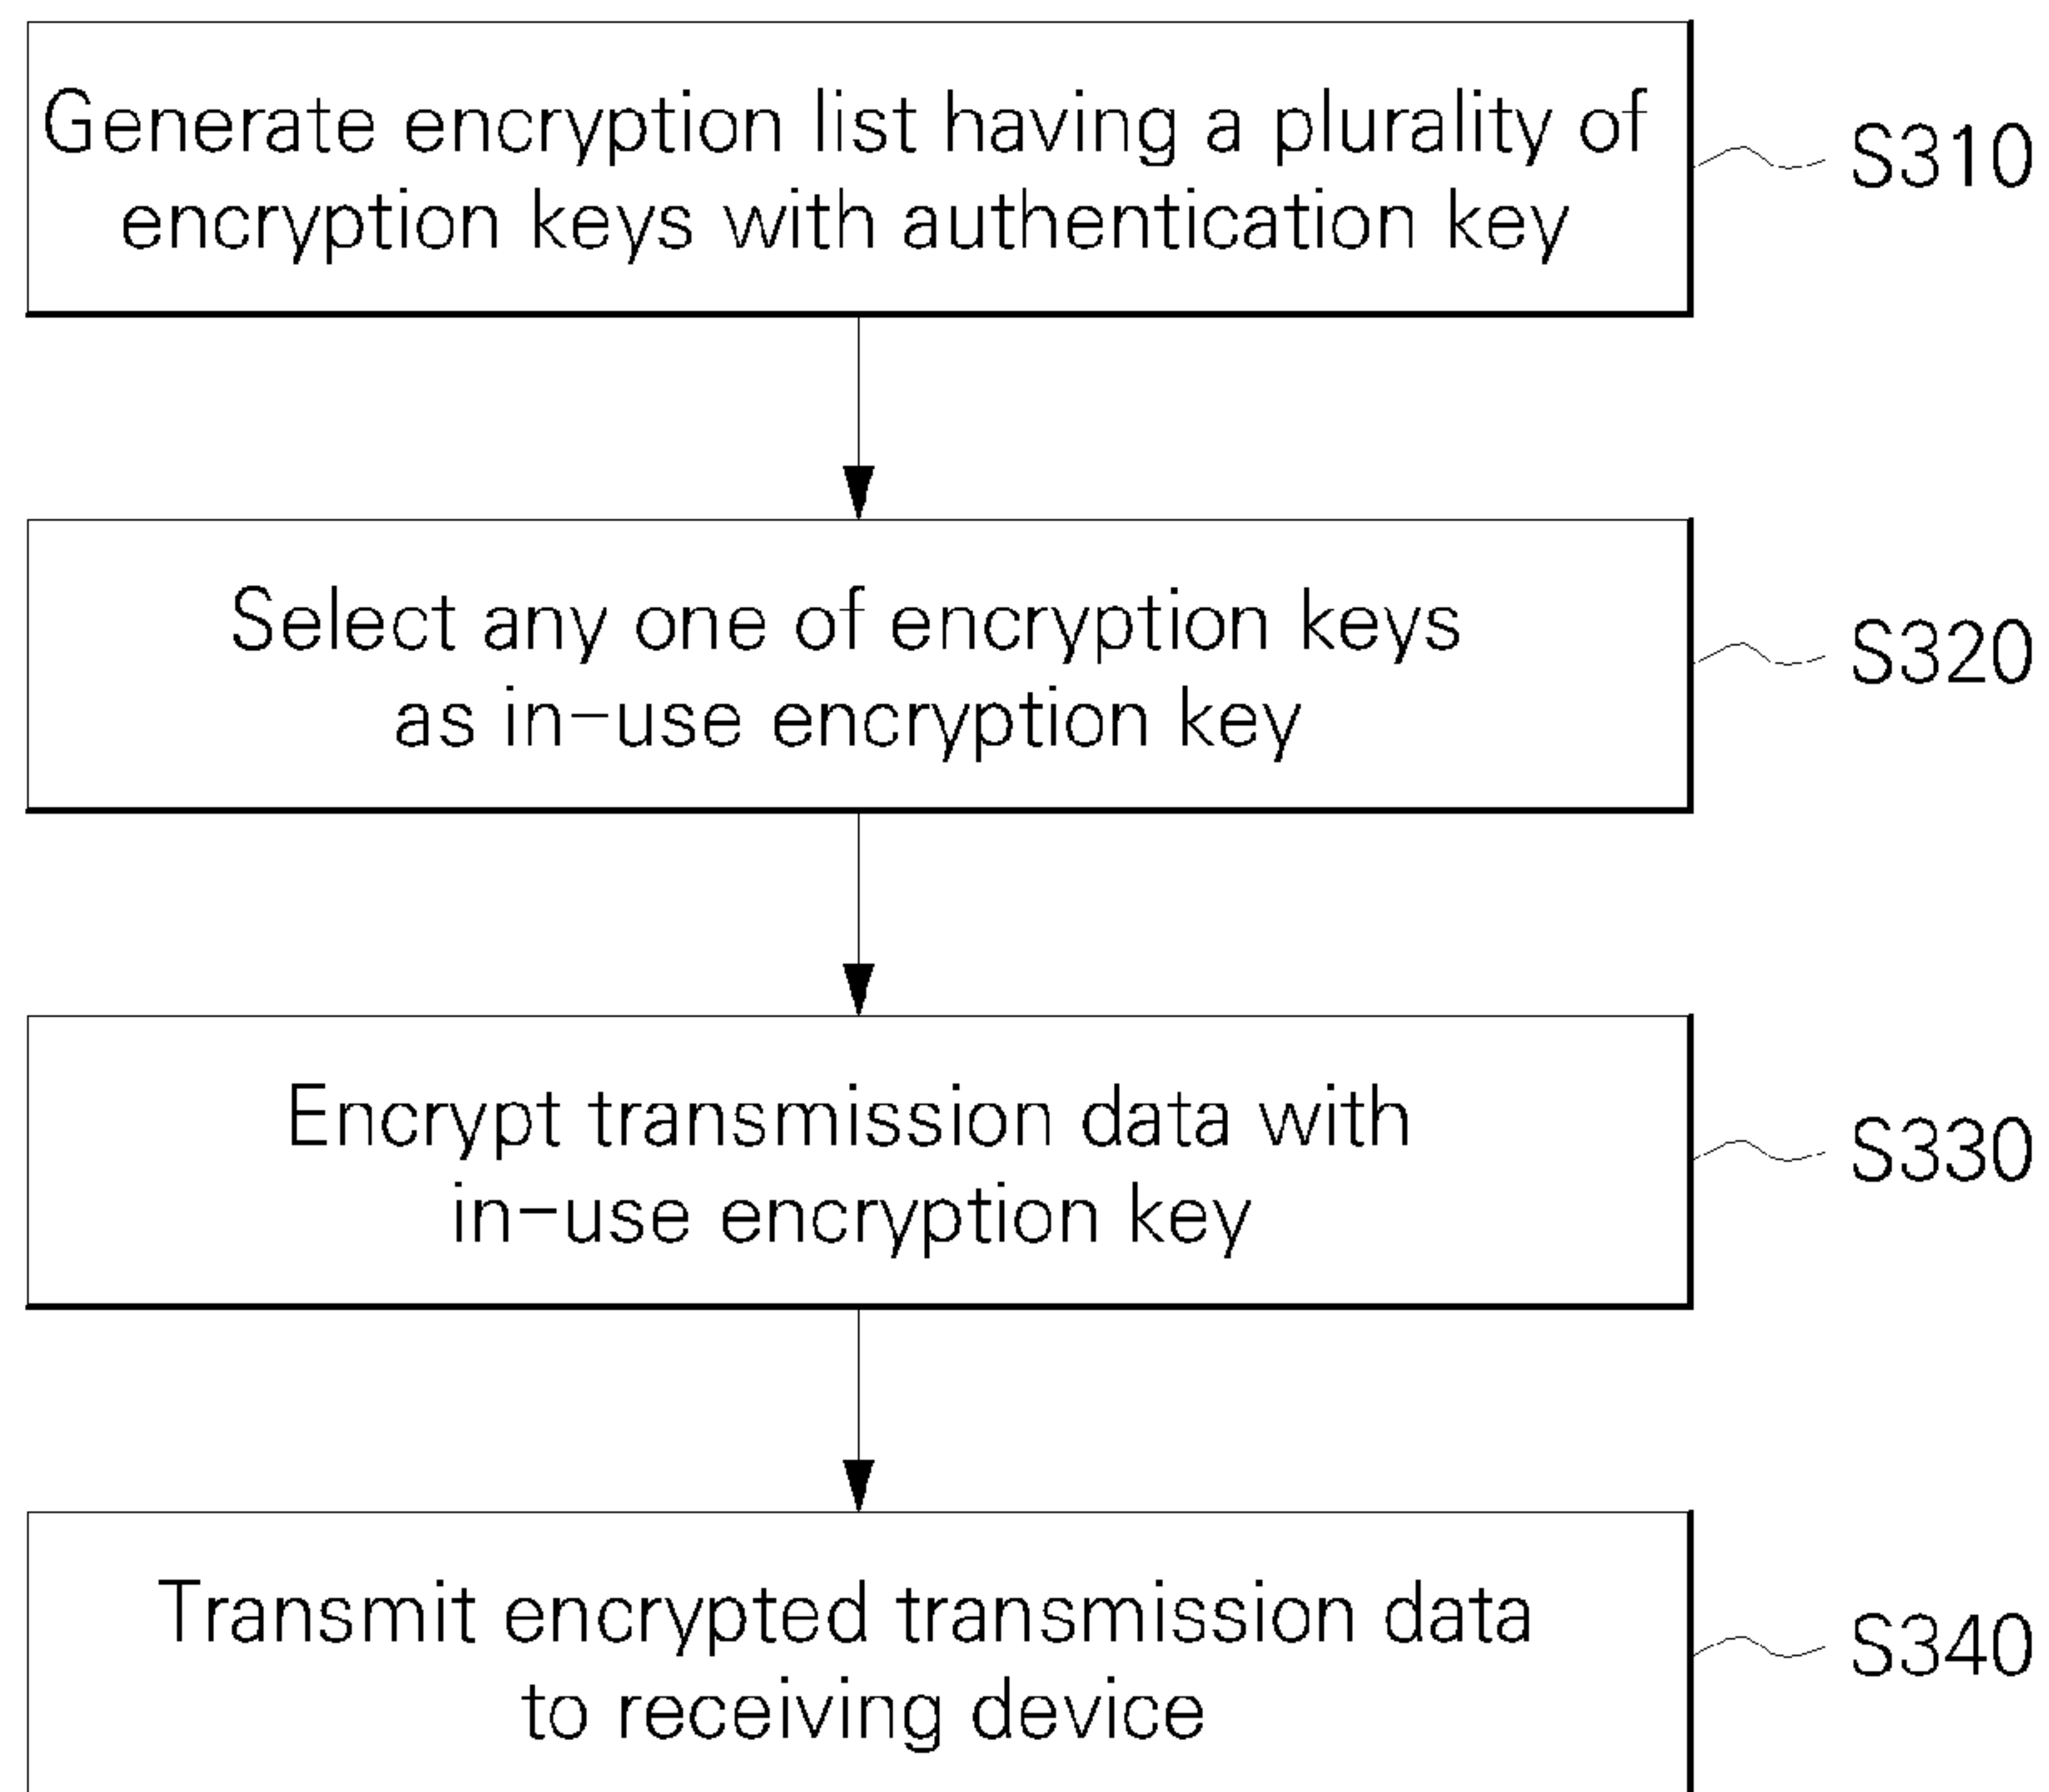 Generate encryption list having a plurality of
encryption keys with authentication key
S310
Select any one of encryption keys
as in-use encryption key
S320
Encrypt transmission data with
in-use encryption key
S330
Transmit encrypted transmission data
to receiving device
S340